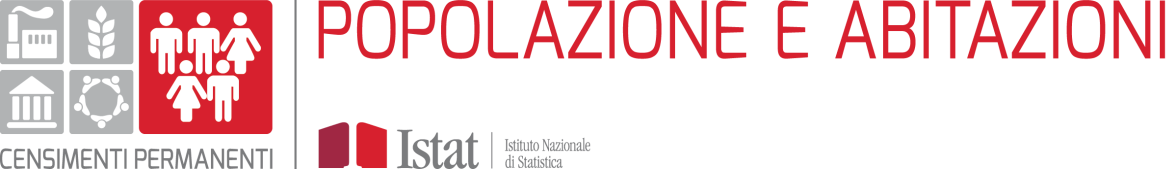 POPOLAZIONE E ABITAZIONI
CENSIMENTI PERMANENTI
Istat
Istituto Nazionale
di Statistica